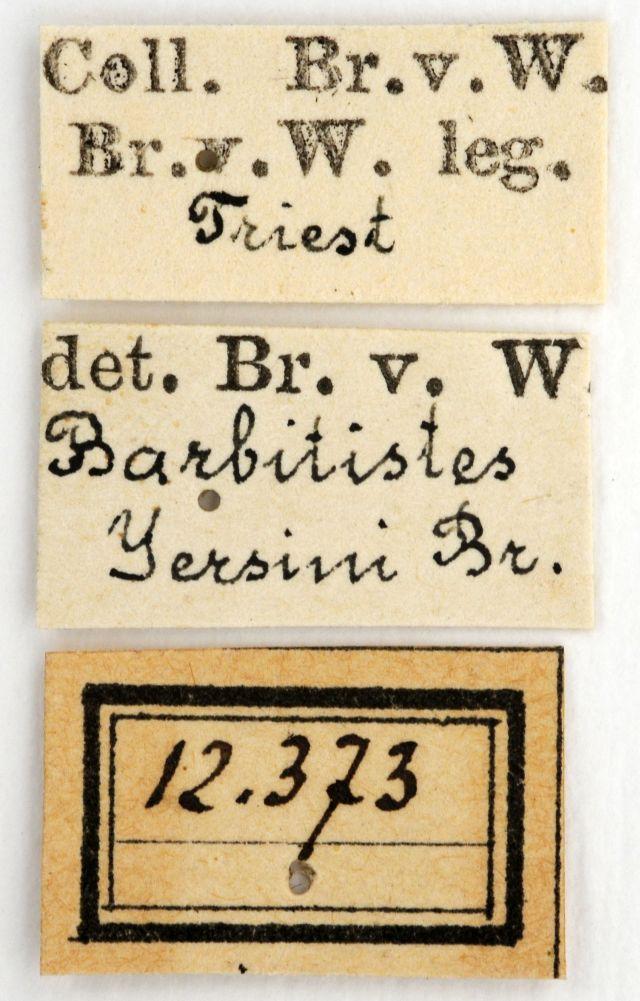 Coll. Br.v.W.
Br.v.W. leg.
Triest
det. Br. v. W.
Barbitistes
Yersini Br.
12.373